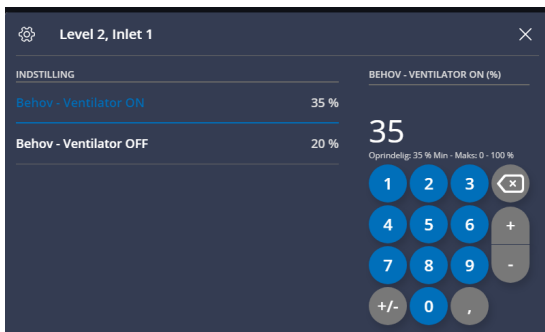 Level 2, Inlet 1
INDSTILLING
Behov - Ventilator ON 35 %
Behov - Ventilator OFF 20 %
BEHOV - VENTILATOR ON (%)
35
Oprindelig: 35 % Min - Maks: 0 - 100 %
1 2 3
4 5 6 +
7 8 9 -
+/- 0 ,